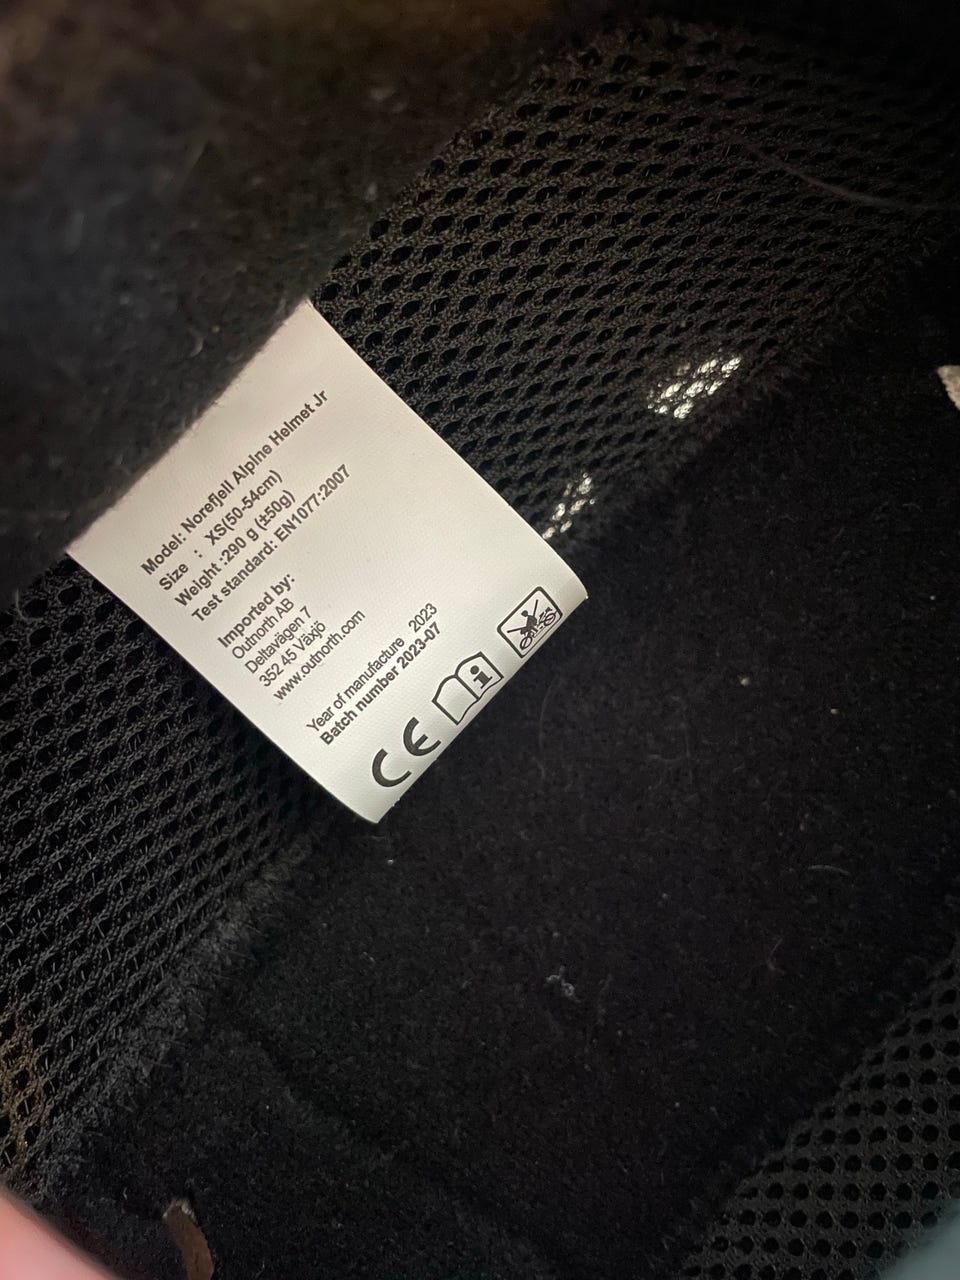 Model: Norefjell Alpine Helmet Jr
Size : XS(50-54cm)
Weight :290 g (±50g)
Test standard: EN1077:2007
Imported by:
Outnorth AB
Deltavägen 7
352 45 Växjö
www.outnorth.com
Year of manufacture 2023
Batch number 2023-07
CE